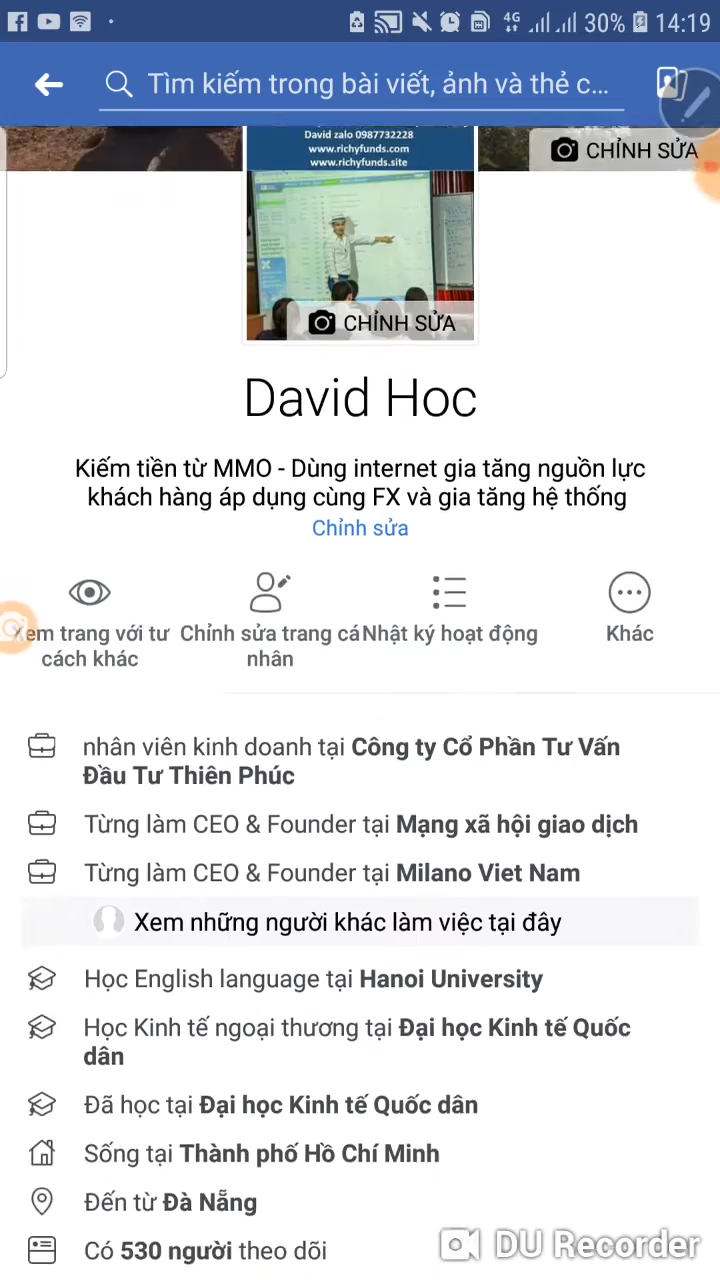 4G 30% 14:19
Tìm kiếm trong bài viết, ảnh và thẻ c...
David zalo 0987732228
www.richyfunds.com
www.richyfunds.site
CHỈNH SỬA
CHỈNH SỬA
David Hoc
Kiếm tiền từ MMO - Dùng internet gia tăng nguồn lực
khách hàng áp dụng cùng FX và gia tăng hệ thống
Chỉnh sửa
Xem trang với tư
cách khác
Chỉnh sửa trang cá
nhân
Nhật ký hoạt động
Khác
nhân viên kinh doanh tại Công ty Cổ Phần Tư Vấn
Đầu Tư Thiên Phúc
Từng làm CEO & Founder tại Mạng xã hội giao dịch
Từng làm CEO & Founder tại Milano Viet Nam
Xem những người khác làm việc tại đây
Học English language tại Hanoi University
Học Kinh tế ngoại thương tại Đại học Kinh tế Quốc
dân
Đã học tại Đại học Kinh tế Quốc dân
Sống tại Thành phố Hồ Chí Minh
Đến từ Đà Nẵng
Có 530 người theo dõi
DU Recorder